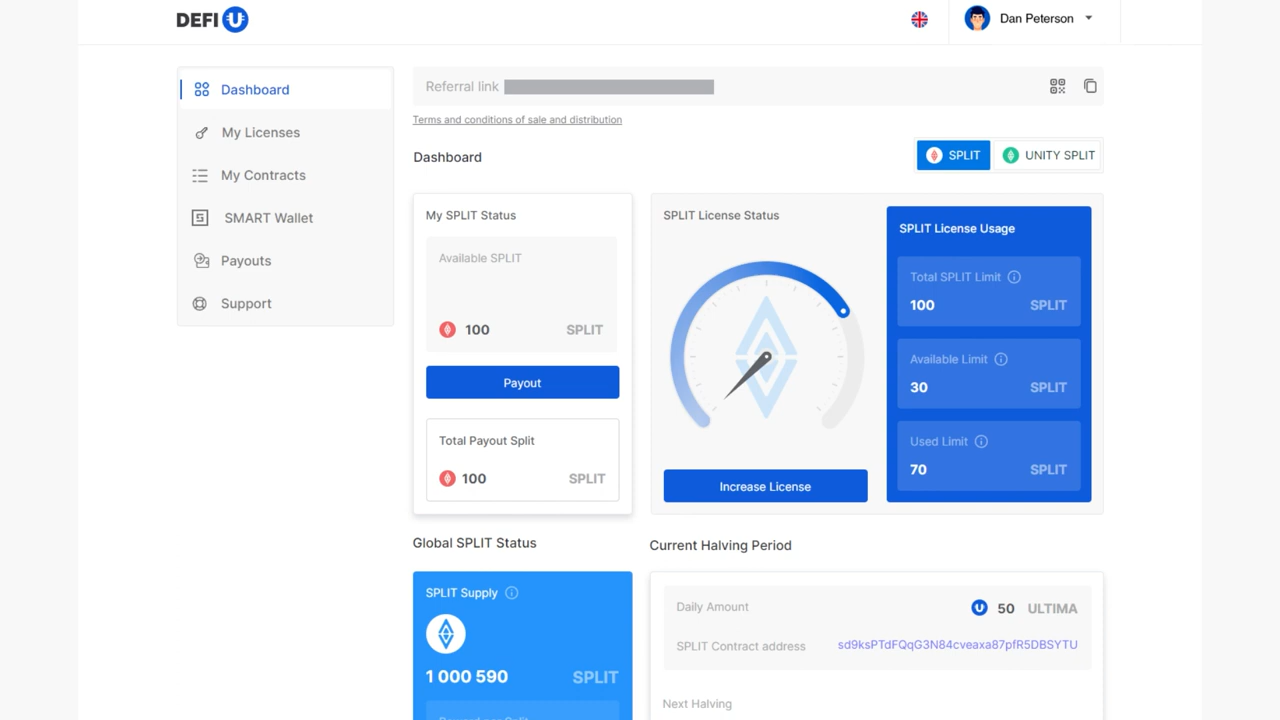 DEFI U
Dan Peterson
Dashboard
My Licenses
My Contracts
SMART Wallet
Payouts
Support
Referral link
Terms and conditions of sale and distribution
Dashboard
SPLIT
UNITY SPLIT
My SPLIT Status
Available SPLIT
100 SPLIT
Payout
Total Payout Split
100 SPLIT
SPLIT License Status
Increase License
SPLIT License Usage
Total SPLIT Limit
100 SPLIT
Available Limit
30 SPLIT
Used Limit
70 SPLIT
Global SPLIT Status
SPLIT Supply
1 000 590 SPLIT
Current Halving Period
Daily Amount 50 ULTIMA
SPLIT Contract address sd9ksPTdFQqG3N84cveaxa87pfR5DBSYTU
Next Halving